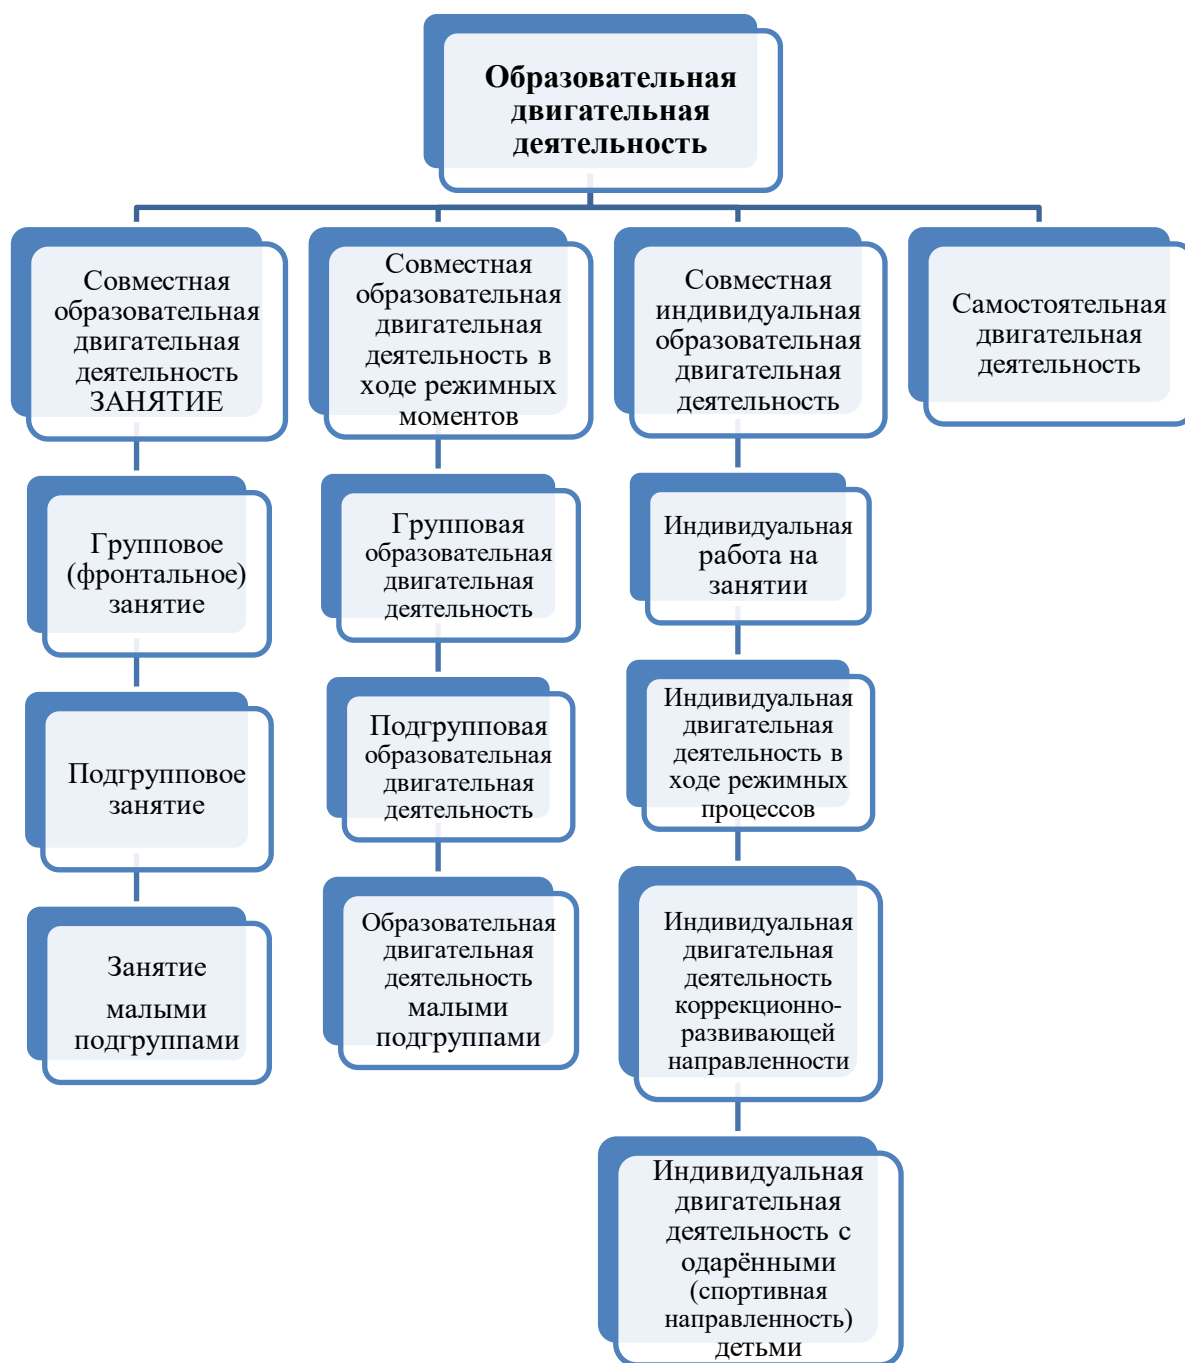 Образовательная
двигательная
деятельность
Совместная
образовательная
двигательная
деятельность
ЗАНЯТИЕ
Групповое
(фронтальное)
занятие
Подгрупповое
занятие
Занятие
малыми
подгруппами
Совместная
образовательная
двигательная
деятельность в
ходе режимных
моментов
Групповая
образовательная
двигательная
деятельность
Подгрупповая
образовательная
двигательная
деятельность
Образовательная
двигательная
деятельность
малыми
подгруппами
Совместная
индивидуальная
образовательная
двигательная
деятельность
Индивидуальная
работа на
занятии
Индивидуальная
двигательная
деятельность в
ходе режимных
процессов
Индивидуальная
двигательная
деятельность
коррекционно-
развивающей
направленности
Индивидуальная
двигательная
деятельность с
одарёнными
(спортивная
направленность)
детьми
Самостоятельная
двигательная
деятельность